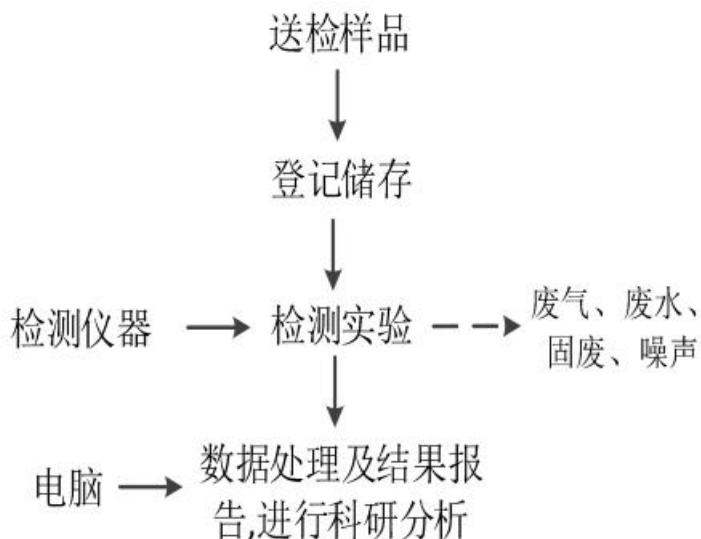 送检样品
登记储存
检测仪器
检测实验
废气、废水、
固废、噪声
电脑
数据处理及结果报
告,进行科研分析